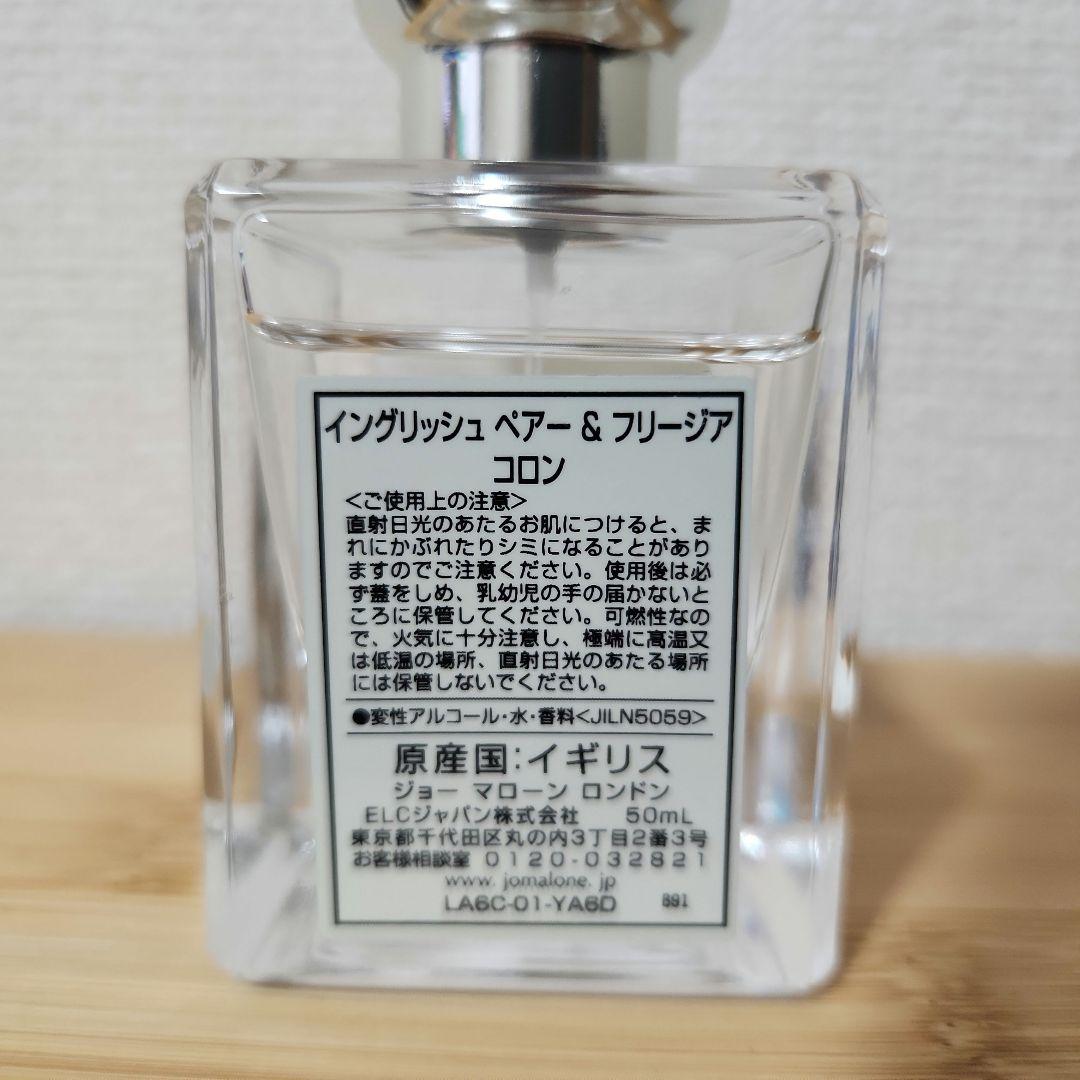 イングリッシュ ペアー & フリージア
コロン
<ご使用上の注意>
直射日光のあたるお肌につけると、ま
れにかぶれたりシミになることがあり
ますのでご注意ください。使用後は必
ず蓋をしめ、乳幼児の手の届かないと
ころに保管してください。可燃性なの
で、火気に十分注意し、極端に高温又
は低温の場所、直射日光のあたる場所
には保管しないでください。
●変性アルコール・水・香料<JILN5059>
原産国:イギリス
ジョー マローン ロンドン
ELCジャパン株式会社 50mL
東京都千代田区丸の内3丁目2番3号
お客様相談室 0120-032821
www. jomalone. jp
LA6C-01-YA6D 891